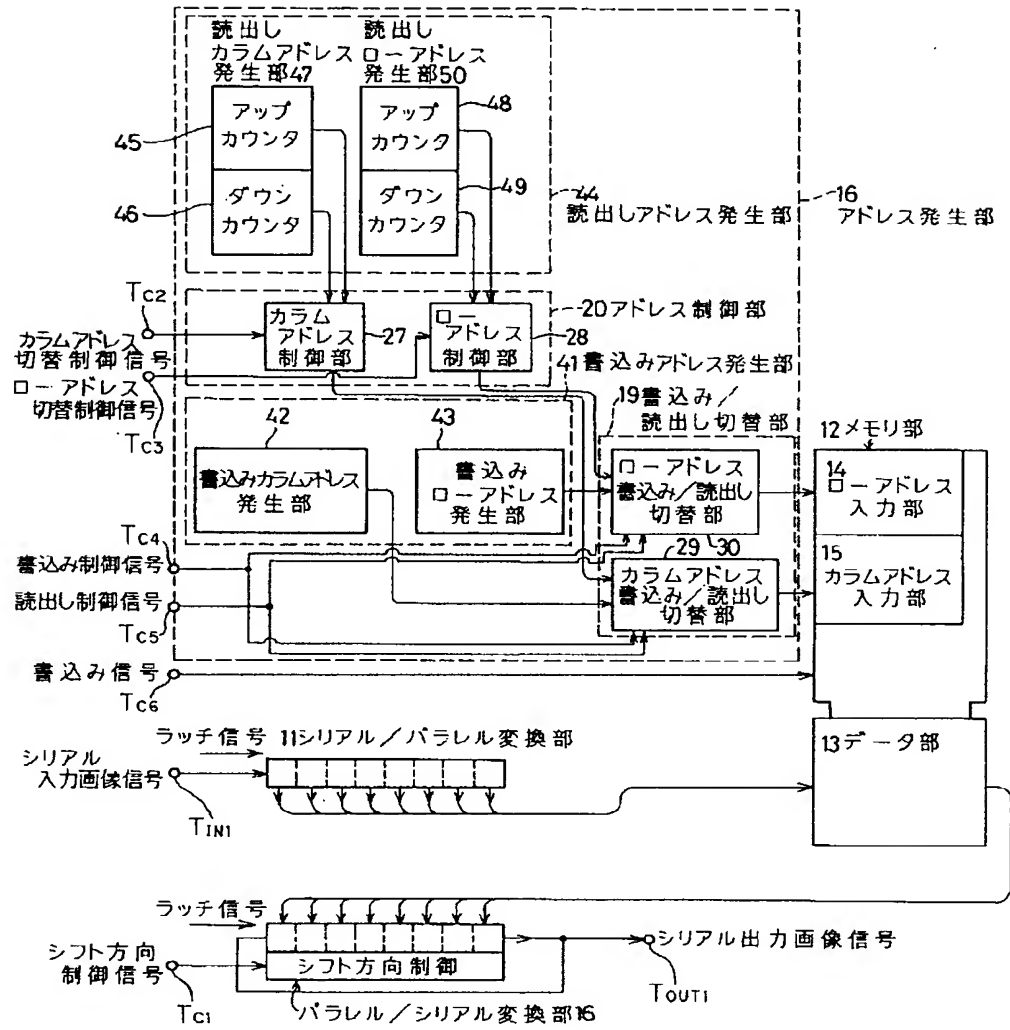 読出し
カラムアドレス
発生部47
読出し
ローアドレス
発生部50
アップ
カウンタ
45
ダウン
カウンタ
46
アップ
カウンタ
48
ダウン
カウンタ
49
44
読出しアドレス発生部
16
アドレス発生部
TC2
カラムアドレス
切替制御信号
ローアドレス
切替制御信号
TC3
カラム
アドレス
制御部
27
ロー
アドレス
制御部
28
20アドレス制御部
41書込みアドレス発生部
19書込み/
読出し切替部
42
書込みカラムアドレス
発生部
43
書込み
ローアドレス
発生部
ローアドレス
書込み/読出し
切替部
29
30
カラムアドレス
書込み/読出し
切替部
12メモリ部
14
ローアドレス
入力部
15
カラムアドレス
入力部
TC4
書込み制御信号
読出し制御信号
TC5
書込み信号
TC6
ラッチ信号
11シリアル/パラレル変換部
シリアル
入力画像信号
TIN1
13データ部
ラッチ信号
シフト方向
制御信号
TC1
シフト方向制御
パラレル/シリアル変換部16
シリアル出力画像信号
TOUT1